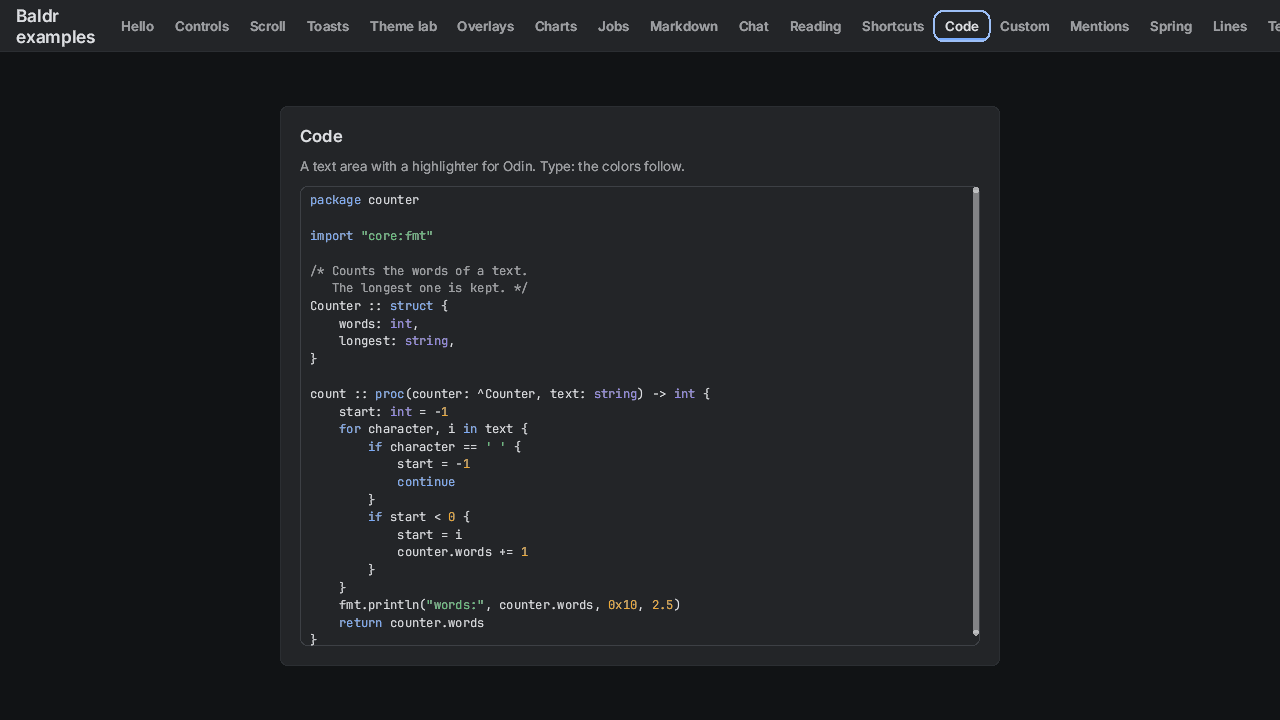 Baldr
examples
Hello Controls Scroll Toasts Theme lab Overlays Charts Jobs Markdown Chat Reading Shortcuts Code Custom Mentions Spring Lines
Code
A text area with a highlighter for Odin. Type: the colors follow.
package counter

import "core:fmt"

/* Counts the words of a text.
   The longest one is kept. */
Counter :: struct {
    words: int,
    longest: string,
}

count :: proc(counter: ^Counter, text: string) -> int {
    start: int = -1
    for character, i in text {
        if character == ' ' {
            start = -1
            continue
        }
        if start < 0 {
            start = i
            counter.words += 1
        }
    }
    fmt.println("words:", counter.words, 0x10, 2.5)
    return counter.words
}